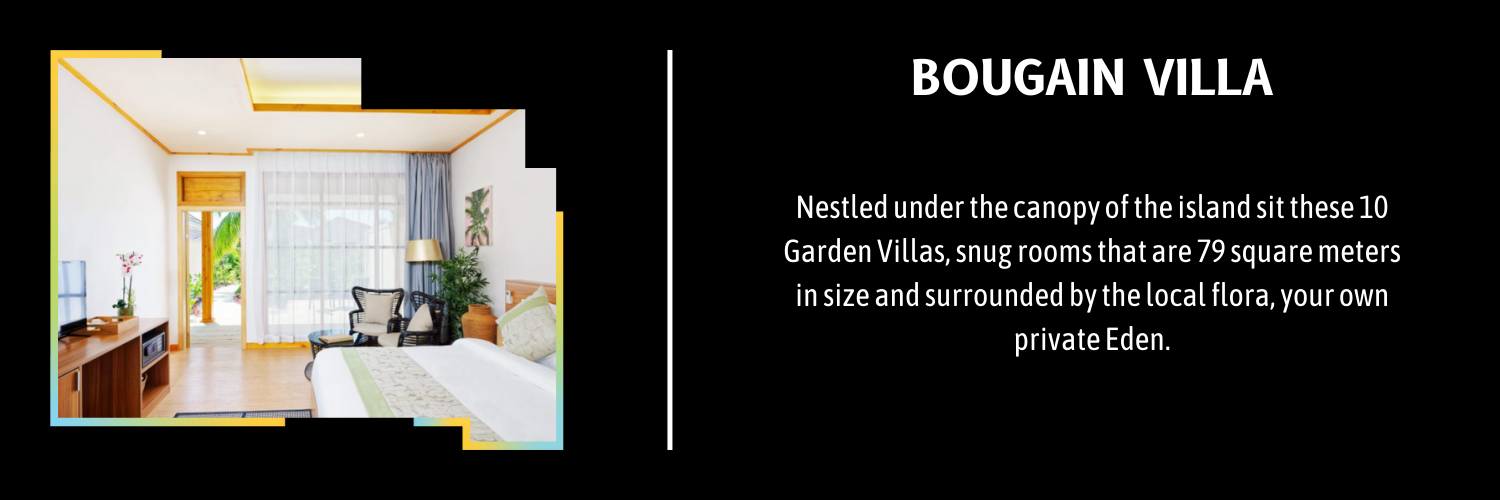 BOUGAIN VILLA
Nestled under the canopy of the island sit these 10
Garden Villas, snug rooms that are 79 square meters
in size and surrounded by the local flora, your own
private Eden.